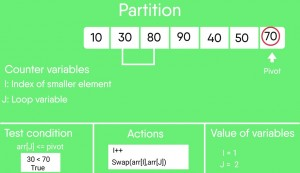 Partition
10 30 80 90 40 50 70
Pivot
Counter variables
I: Index of smaller element
J: Loop variable
Test condition
arr[J] <= pivot
30 < 70
True
Actions
I++
Swap(arr[I],arr[J])
Value of variables
I = 1
J = 2